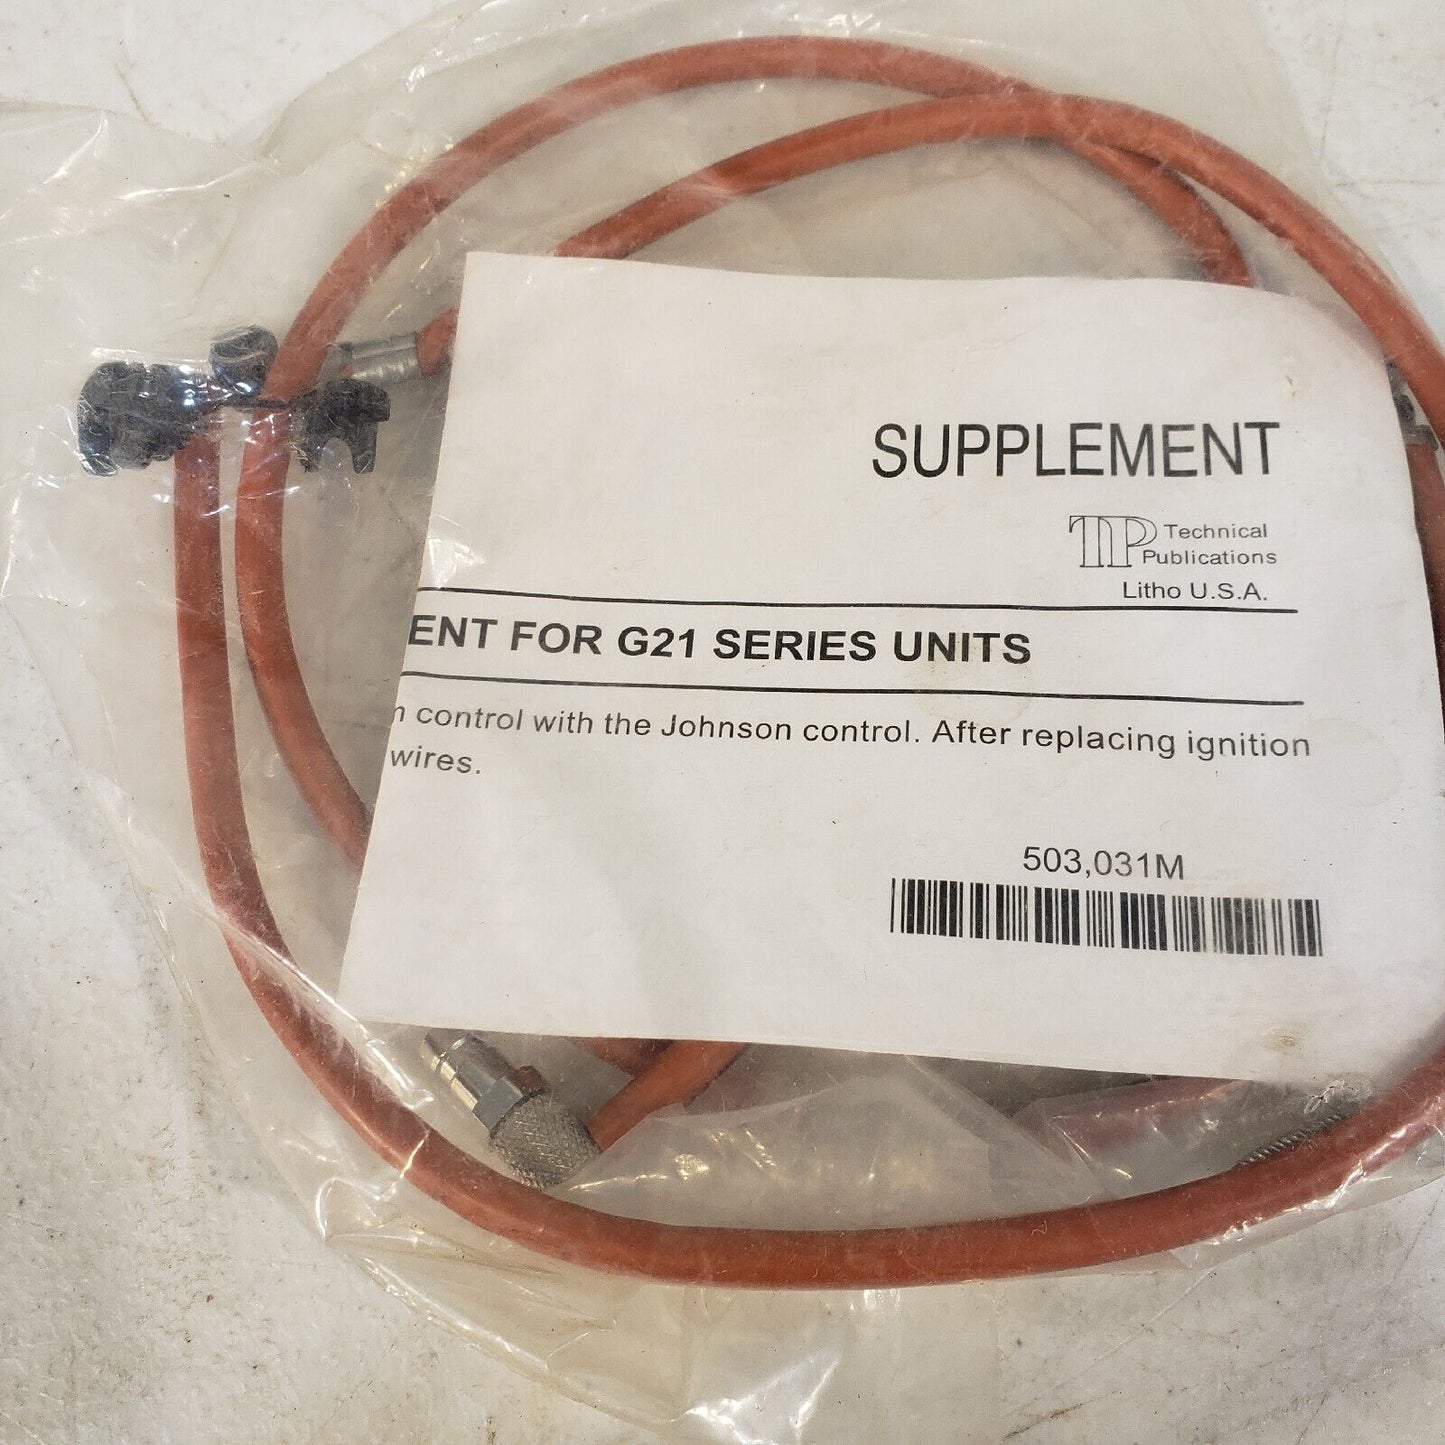 SUPPLEMENT
TP Technical
Publications
Litho U.S.A.
ENT FOR G21 SERIES UNITS
control with the Johnson control. After replacing ignition
wires.
503,031M